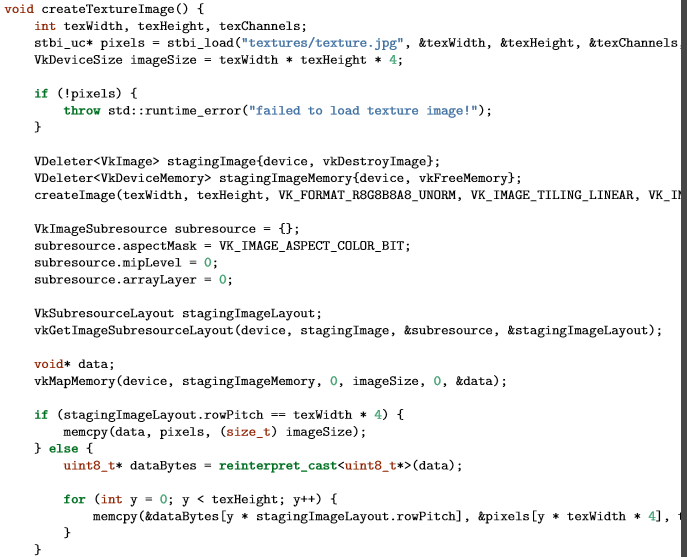 void createTextureImage() {
    int texWidth, texHeight, texChannels;
    stbi_uc* pixels = stbi_load("textures/texture.jpg", &texWidth, &texHeight, &texChannels,
    VkDeviceSize imageSize = texWidth * texHeight * 4;

    if (!pixels) {
        throw std::runtime_error("failed to load texture image!");
    }

    VDeleter<VkImage> stagingImage{device, vkDestroyImage};
    VDeleter<VkDeviceMemory> stagingImageMemory{device, vkFreeMemory};
    createImage(texWidth, texHeight, VK_FORMAT_R8G8B8A8_UNORM, VK_IMAGE_TILING_LINEAR,

    VkImageSubresource subresource = {};
    subresource.aspectMask = VK_IMAGE_ASPECT_COLOR_BIT;
    subresource.mipLevel = 0;
    subresource.arrayLayer = 0;

    VkSubresourceLayout stagingImageLayout;
    vkGetImageSubresourceLayout(device, stagingImage, &subresource, &stagingImageLayout);

    void* data;
    vkMapMemory(device, stagingImageMemory, 0, imageSize, 0, &data);

    if (stagingImageLayout.rowPitch == texWidth * 4) {
        memcpy(data, pixels, (size_t) imageSize);
    } else {
        uint8_t* dataBytes = reinterpret_cast<uint8_t*>(data);

        for (int y = 0; y < texHeight; y++) {
            memcpy(&dataBytes[y * stagingImageLayout.rowPitch], &pixels[y * texWidth * 4],
        }
    }